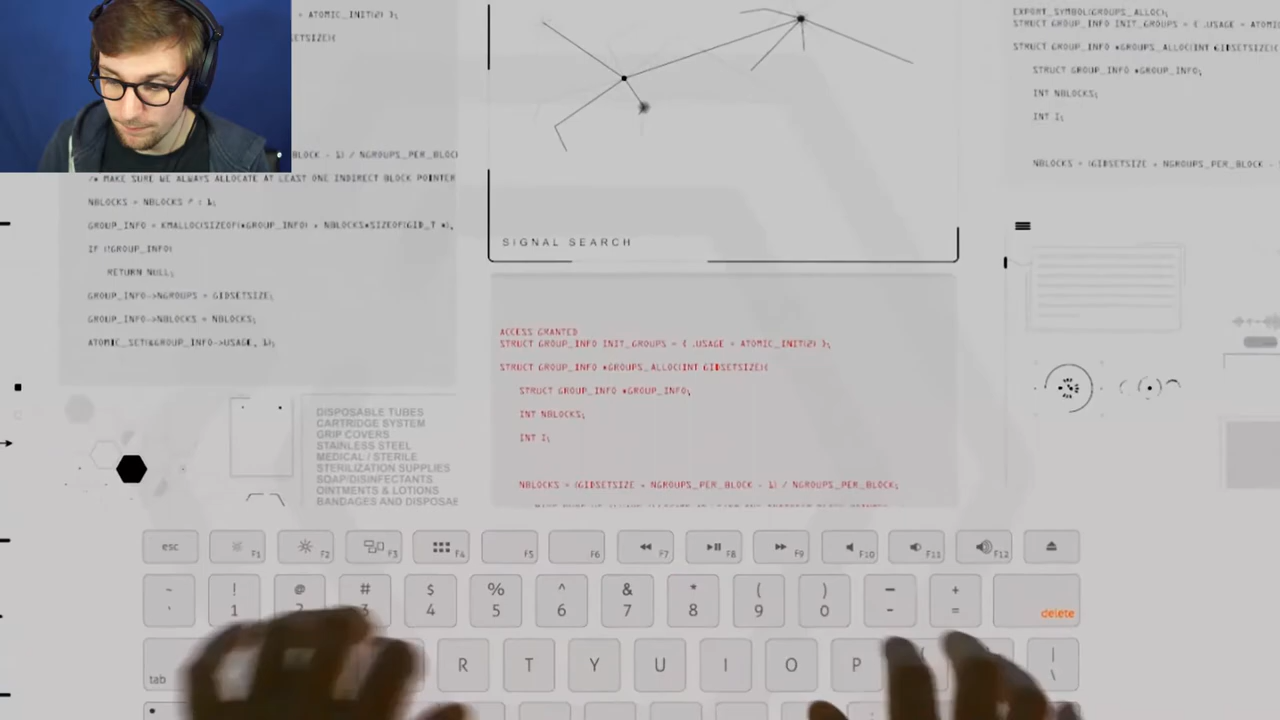 = ATOMIC_INIT(2) };
BLOCK - 1) / NGROUPS_PER_BLOC
/* MAKE SURE WE ALWAYS ALLOCATE AT LEAST ONE INDIRECT BLOCK POINTER
GROUP_INFO = KMALLOC(SIZEOF(*GROUP_INFO) + NBLOCKS*SIZEOF(GID_T *),
IF (!GROUP_INFO)
RETURN NULL;
GROUP_INFO->NGROUPS = GIDSETSIZE;
GROUP_INFO->NBLOCKS = NBLOCKS;
ATOMIC_SET(&GROUP_INFO->USAGE, 1);
SIGNAL SEARCH
EXPORT_SYMBOL(GROUPS_ALLOC);
STRUCT GROUP_INFO INIT_GROUPS = { .USAGE = ATOMIC
STRUCT GROUP_INFO *GROUPS_ALLOC(INT GIDSETSIZE){
STRUCT GROUP_INFO *GROUP_INFO;
INT NBLOCKS;
INT I;
NBLOCKS = (GIDSETSIZE + NGROUPS_PER_BLOCK -
ACCESS GRANTED
STRUCT GROUP_INFO INIT_GROUPS = { .USAGE = ATOMIC_INIT(2) };
STRUCT GROUP_INFO *GROUPS_ALLOC(INT GIDSETSIZE){
STRUCT GROUP_INFO *GROUP_INFO;
INT NBLOCKS;
INT I;
NBLOCKS = (GIDSETSIZE + NGROUPS_PER_BLOCK - 1) / NGROUPS_PER_BLOCK;
DISPOSABLE TUBES
CARTRIDGE SYSTEM
GRIP COVERS
STAINLESS STEEL
MEDICAL / STERILE
STERILIZATION SUPPLIES
SOAP/DISINFECTANTS
OINTMENTS & LOTIONS
BANDAGES AND DISPOSAE
esc F1 F2 F3 F4 F5 F6 F7 F8 F9 F10 F11 F12
~ ! @ # $ % ^ & * ( ) – +
` 1 2 3 4 5 6 7 8 9 0 - = delete
tab R T Y U I O P | \